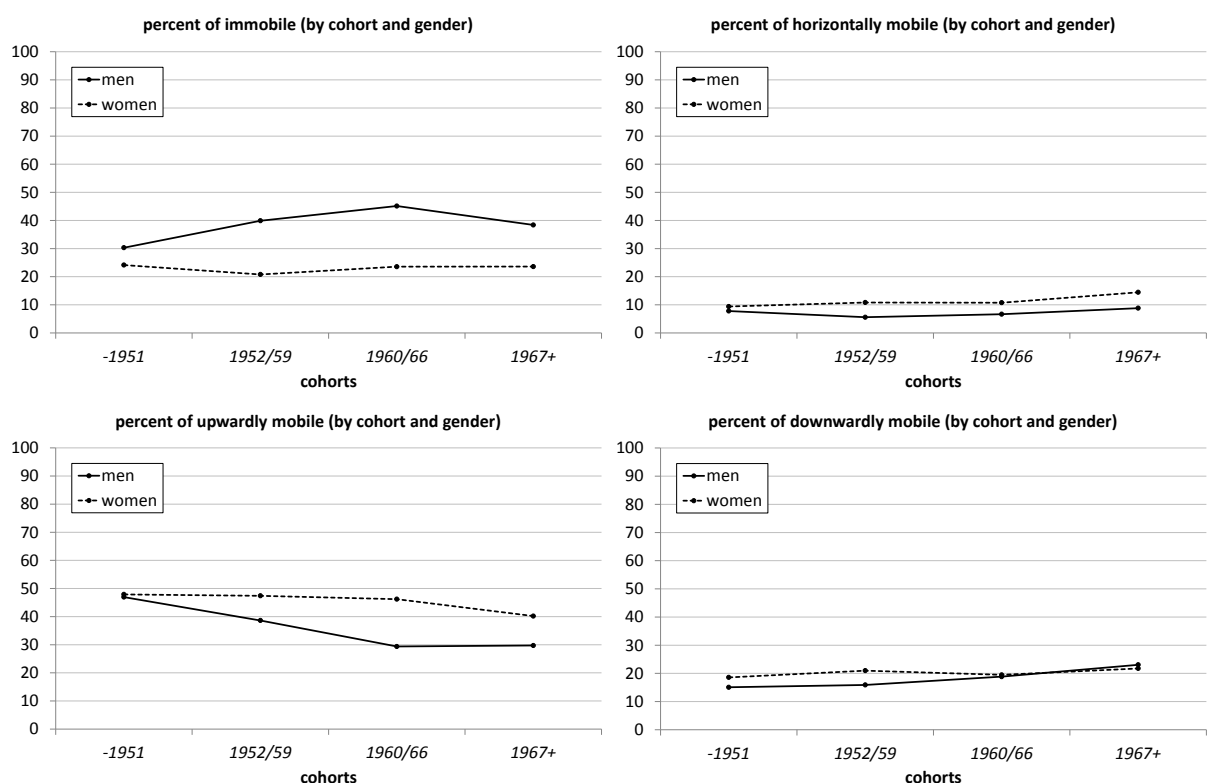 percent of immobile (by cohort and gender)
100
90
80
70
60
50
40
30
20
10
0
men
women
-1951 1952/59 1960/66 1967+
cohorts
percent of horizontally mobile (by cohort and gender)
100
90
80
70
60
50
40
30
20
10
0
men
women
-1951 1952/59 1960/66 1967+
cohorts
percent of upwardly mobile (by cohort and gender)
100
90
80
70
60
50
40
30
20
10
0
men
women
-1951 1952/59 1960/66 1967+
cohorts
percent of downwardly mobile (by cohort and gender)
100
90
80
70
60
50
40
30
20
10
0
men
women
-1951 1952/59 1960/66 1967+
cohorts